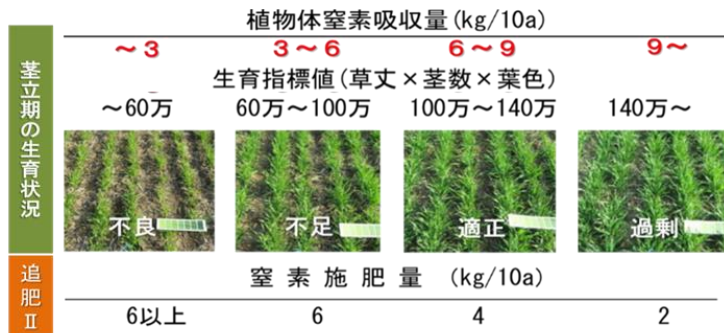 植物体窒素吸収量(kg/10a)
～３ ３～６ ６～９ ９～
生育指標値(草丈×茎数×葉色)
～60万 60万～100万 100万～140万 140万～
茎立期の生育状況
不良 不足 適正 過剰
追肥Ⅱ
窒素施肥量 (kg/10a)
6以上 6 4 2